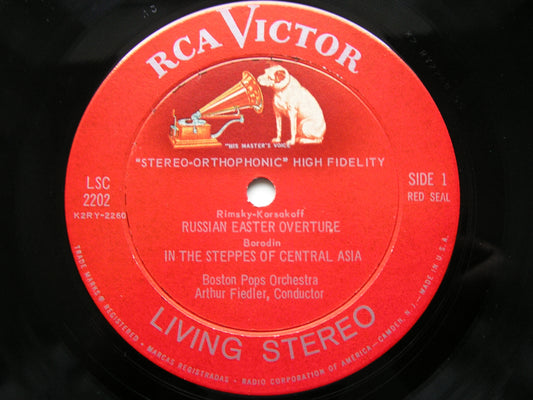 RCA VICTOR
"HIS MASTER'S VOICE"
"STEREO-ORTHOPHONIC" HIGH FIDELITY
LSC
2202
K2RY-2260
SIDE 1
RED SEAL
Rimsky-Korsakoff
RUSSIAN EASTER OVERTURE
Borodin
IN THE STEPPES OF CENTRAL ASIA
Boston Pops Orchestra
Arthur Fiedler, Conductor
LIVING STEREO
TRADE MARKS ® REGISTERED • MARCAS REGISTRADAS • RADIO CORPORATION OF AMERICA—CAMDEN, N.J. MADE IN U.S.A.